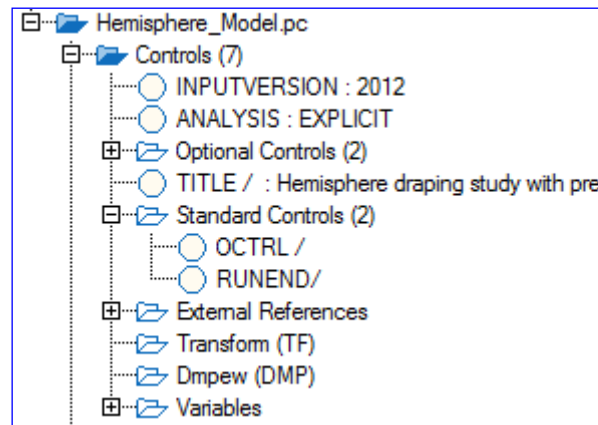 Hemisphere_Model.pc
Controls (7)
INPUTVERSION : 2012
ANALYSIS : EXPLICIT
Optional Controls (2)
TITLE / : Hemisphere draping study with pre
Standard Controls (2)
OCTRL /
RUNEND/
External References
Transform (TF)
Dmpew (DMP)
Variables